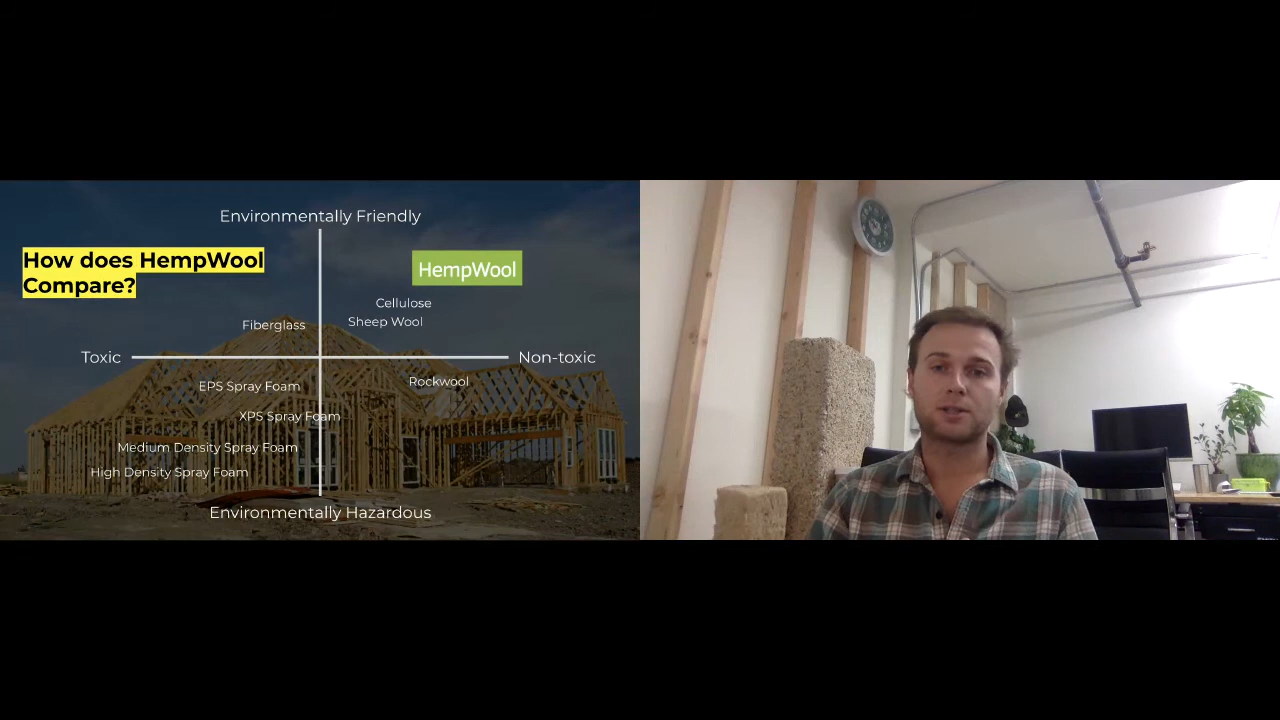 Environmentally Friendly
How does HempWool
Compare?
HempWool
Cellulose
Sheep Wool
Fiberglass
Toxic
Non-toxic
Rockwool
EPS Spray Foam
XPS Spray Foam
Medium Density Spray Foam
High Density Spray Foam
Environmentally Hazardous